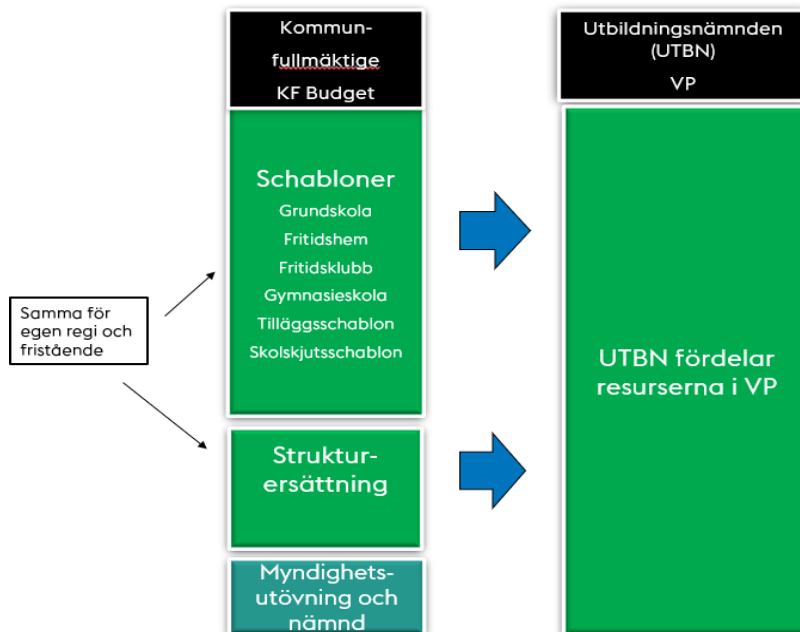 Kommun-
fullmäktige
KF Budget
Utbildningsnämnden
(UTBN)
VP
Schabloner
Grundskola
Fritidshem
Fritidsklubb
Gymnasieskola
Tilläggsschablon
Skolskjutsschablon
Samma för
egen regi och
fristående
UTBN fördelar
resurserna i VP
Struktur-
ersättning
Myndighets-
utövning och
nämnd